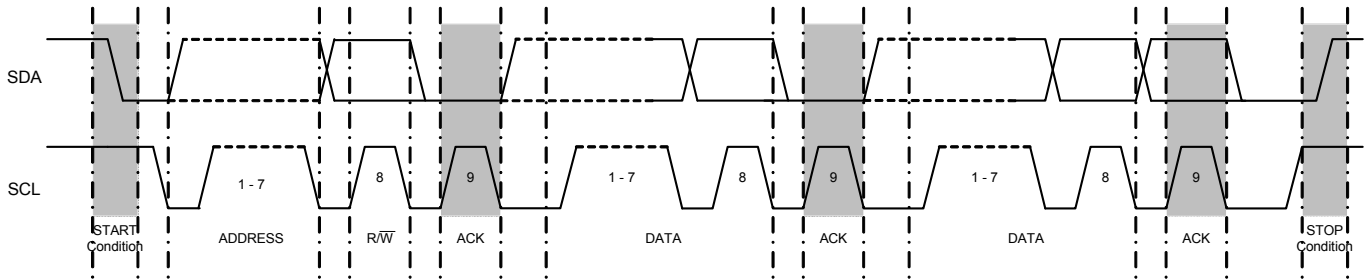 SDA
SCL
1 - 7
8
9
1 - 7
8
9
1 - 7
8
9
START
Condition
ADDRESS
R/W̅
ACK
DATA
ACK
DATA
ACK
STOP
Condition